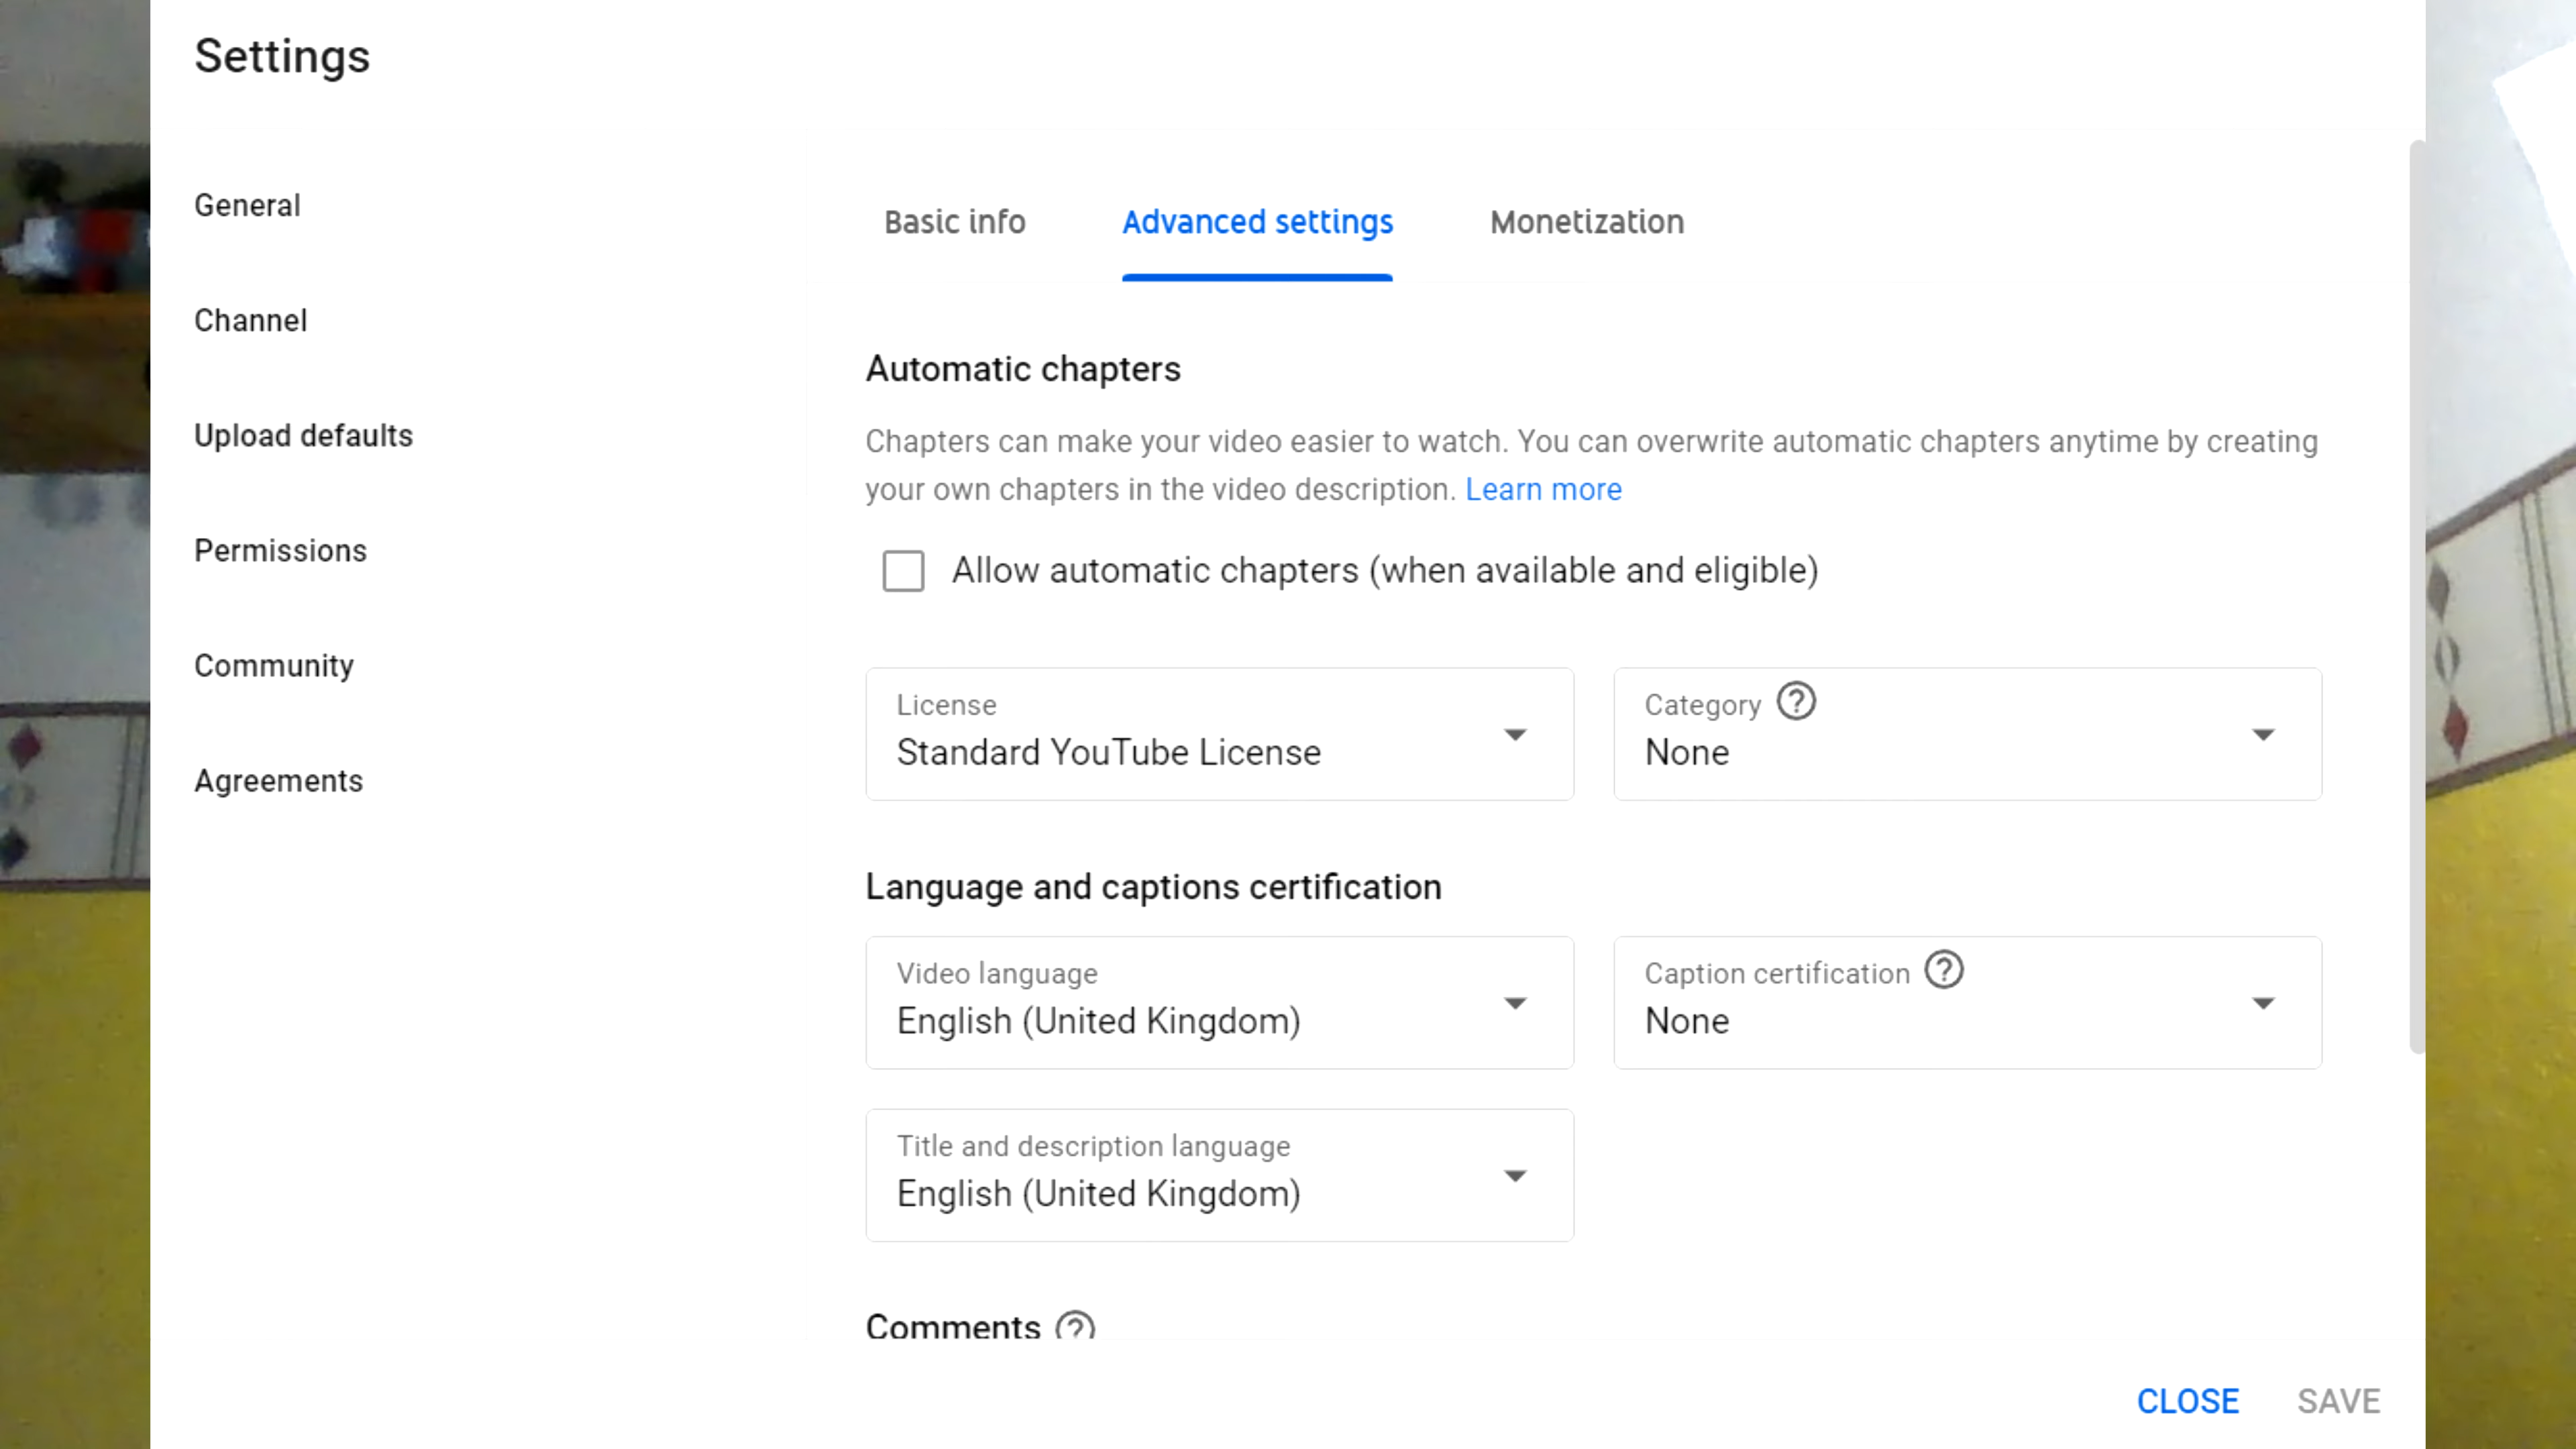 Settings
General
Channel
Upload defaults
Permissions
Community
Agreements
Basic info
Advanced settings
Monetization
Automatic chapters
Chapters can make your video easier to watch. You can overwrite automatic chapters anytime by creating
your own chapters in the video description. Learn more
Allow automatic chapters (when available and eligible)
License
Standard YouTube License
Category
None
Language and captions certification
Video language
English (United Kingdom)
Caption certification
None
Title and description language
English (United Kingdom)
Comments
CLOSE
SAVE